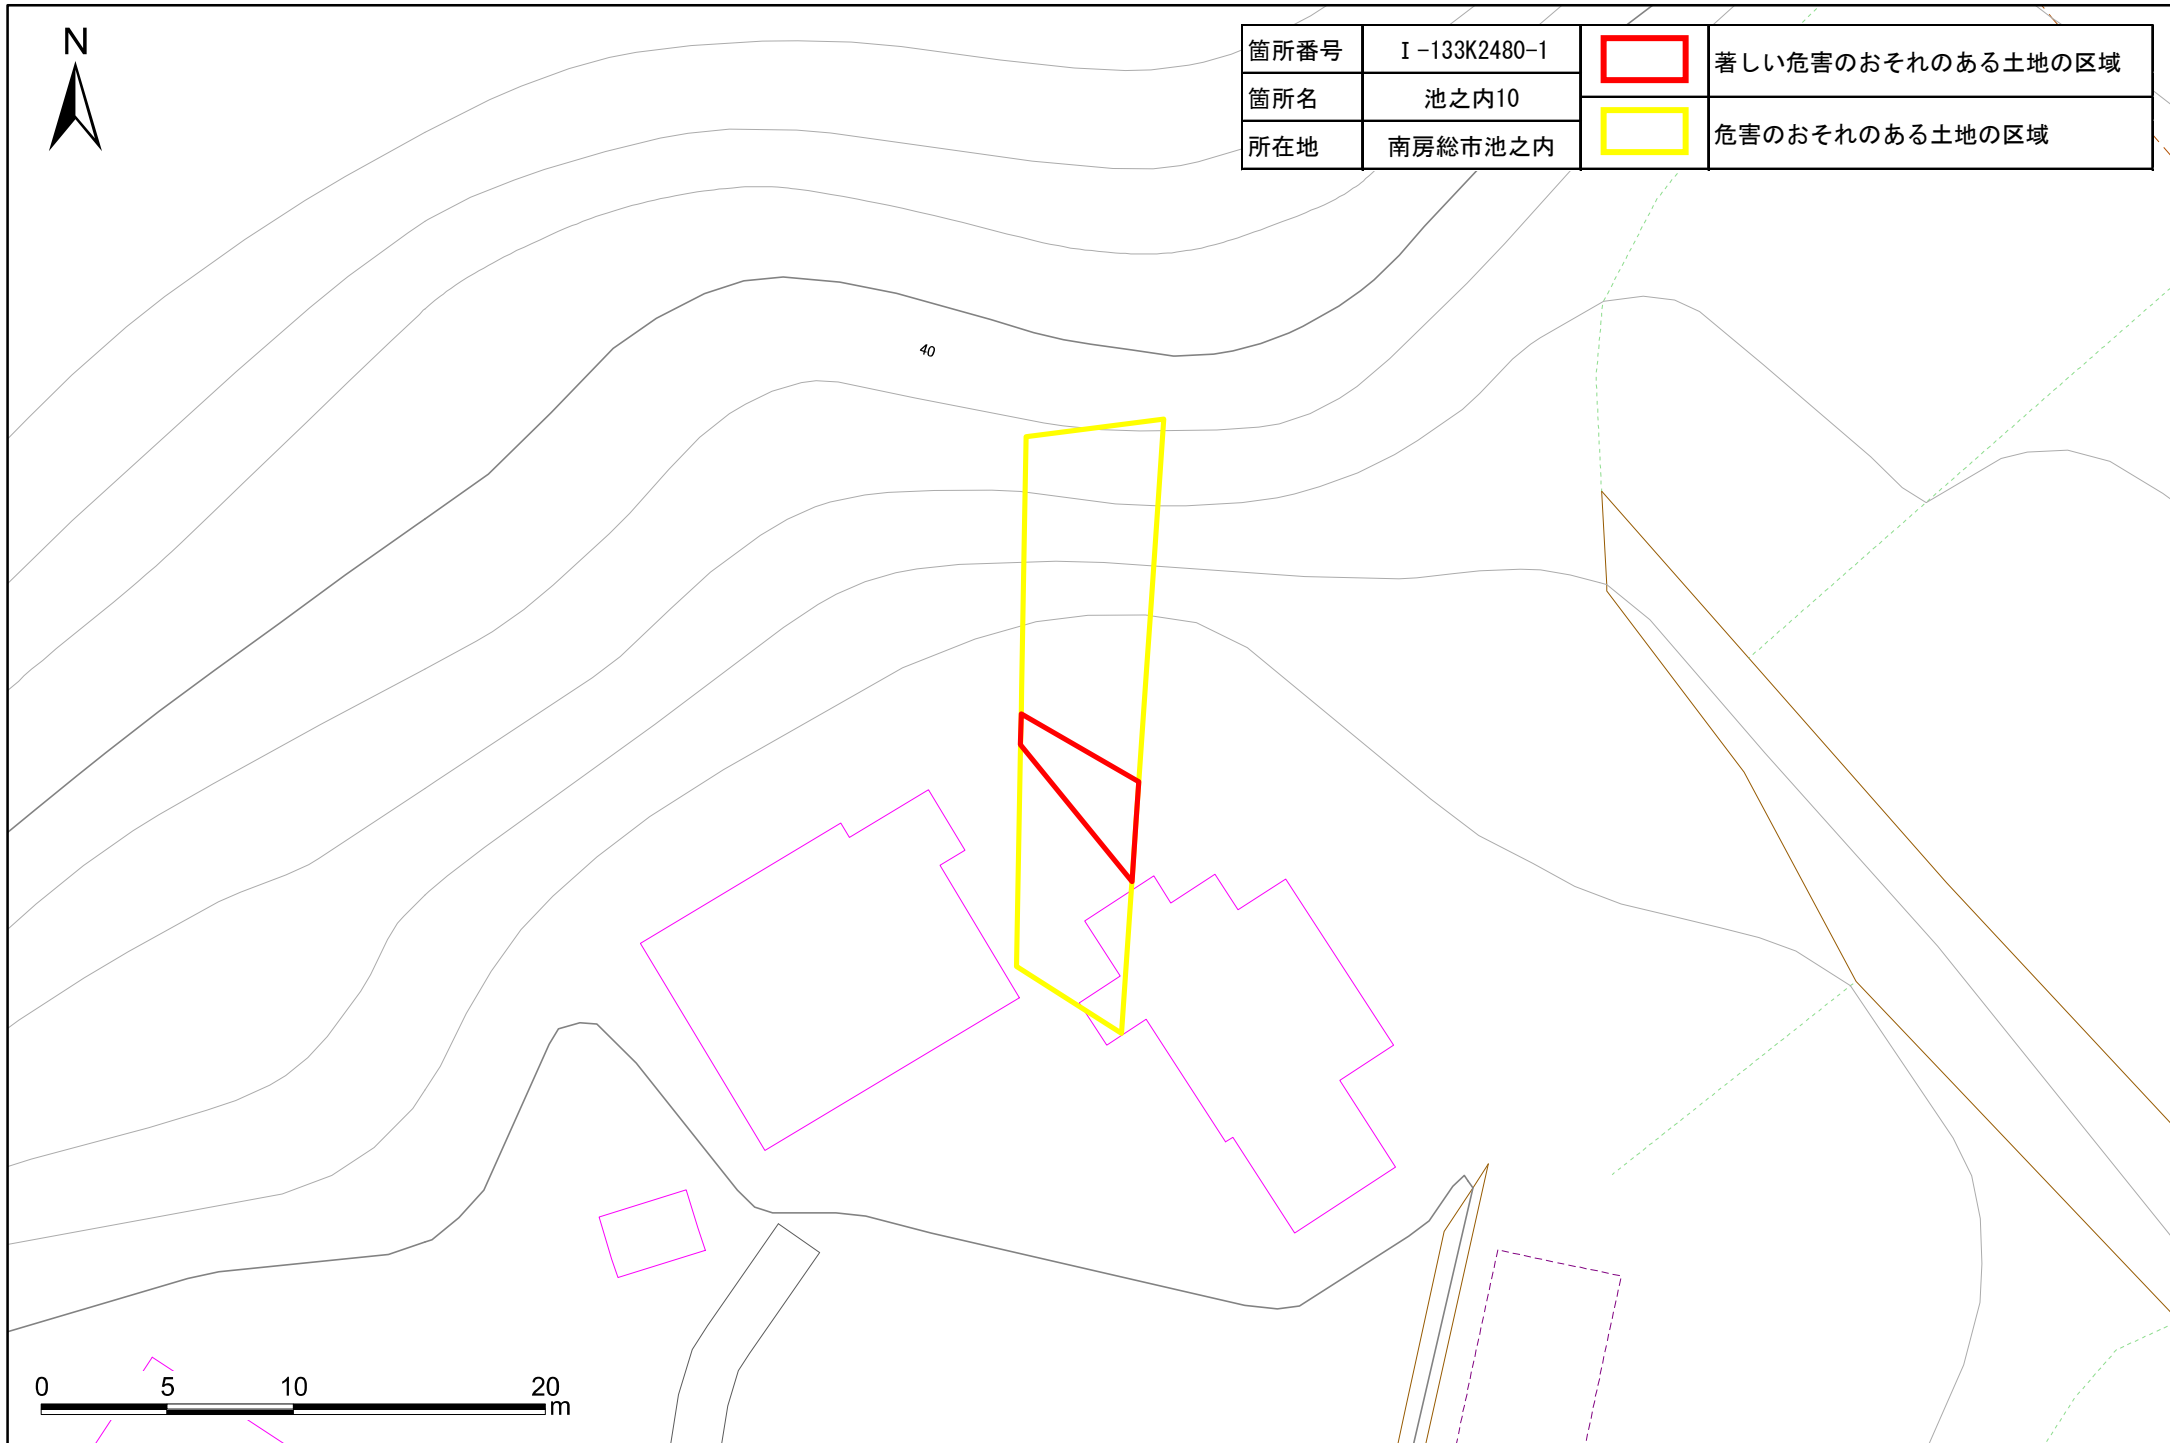 N
箇所番号 Ⅰ-133K2480-1
著しい危害のおそれのある土地の区域
箇所名 池之内10
危害のおそれのある土地の区域
所在地 南房総市池之内
40
0 5 10 20
m